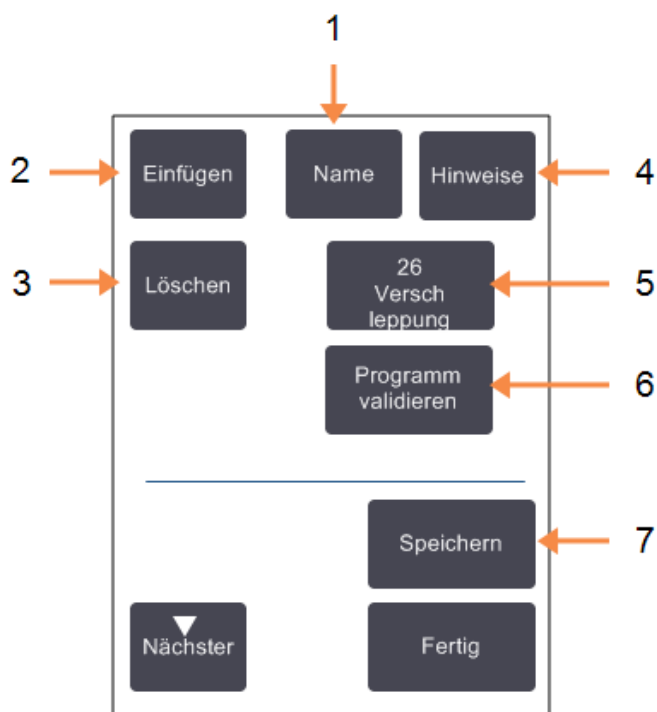 1
2
Einfügen
Name
Hinweise
4
3
Löschen
26
Versch
leppung
5
Programm
validieren
6
Speichern
7
Nächster
Fertig